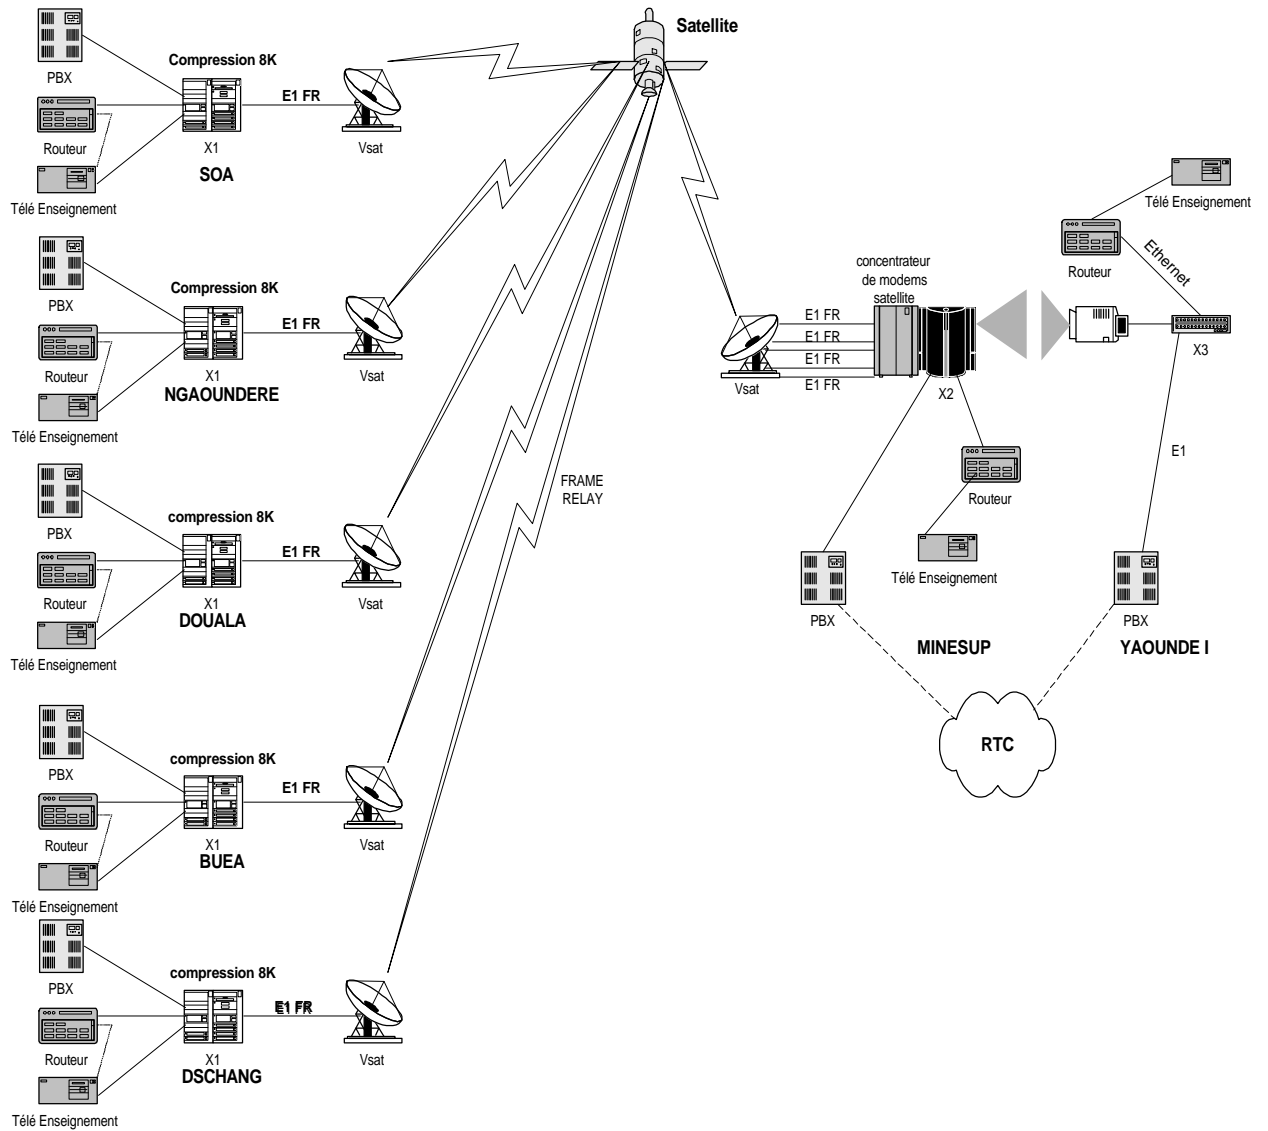 Satellite
Compression 8K
PBX
E1 FR
Routeur
X1
Vsat
SOA
Télé Enseignement
Compression 8K
PBX
E1 FR
Routeur
X1
Vsat
NGAOUNDERE
Télé Enseignement
compression 8K
PBX
E1 FR
Routeur
X1
Vsat
DOUALA
Télé Enseignement
compression 8K
PBX
E1 FR
Routeur
X1
Vsat
BUEA
Télé Enseignement
compression 8K
PBX
E1 FR
Routeur
X1
Vsat
DSCHANG
Télé Enseignement
FRAME
RELAY
concentrateur
de modems
satellite
E1 FR
E1 FR
E1 FR
E1 FR
Vsat
X2
Routeur
Télé Enseignement
PBX
MINESUP
Télé Enseignement
Routeur
Ethernet
X3
E1
PBX
YAOUNDE I
RTC